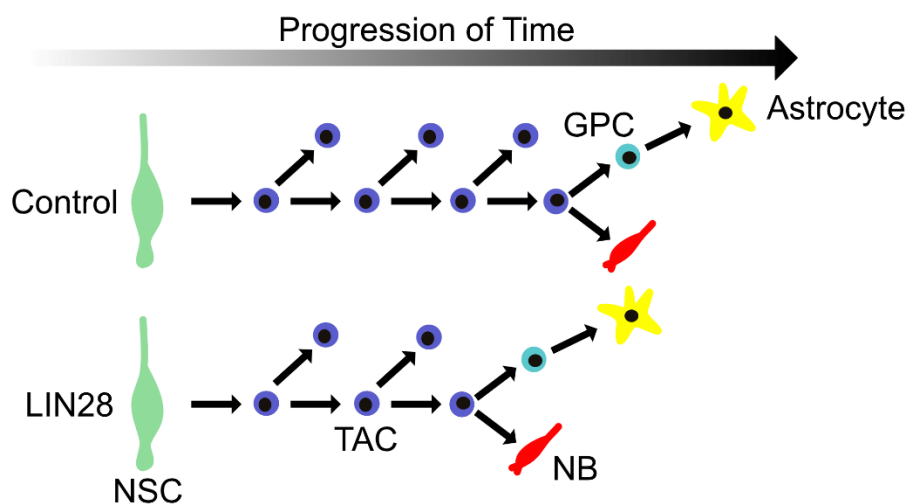 Progression of Time
GPC
Astrocyte
Control
LIN28
TAC
NB
NSC